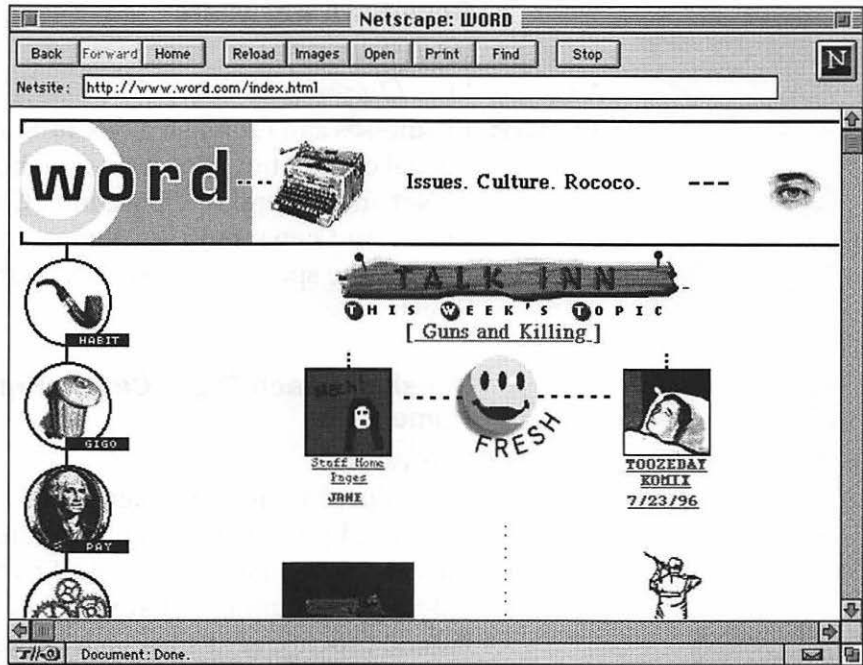 Netscape: WORD
Back Forward Home Reload Images Open Print Find Stop
N
Netsite: http://www.word.com/index.html
word Issues. Culture. Rococo.
TALK INN
THIS WEEK'S TOPIC
[ Guns and Killing ]
HABIT
GIGO
PAY
FRESH
Staff Home
Pages
JANE
TOOZEDAY
KOMIX
7/23/96
Document: Done.